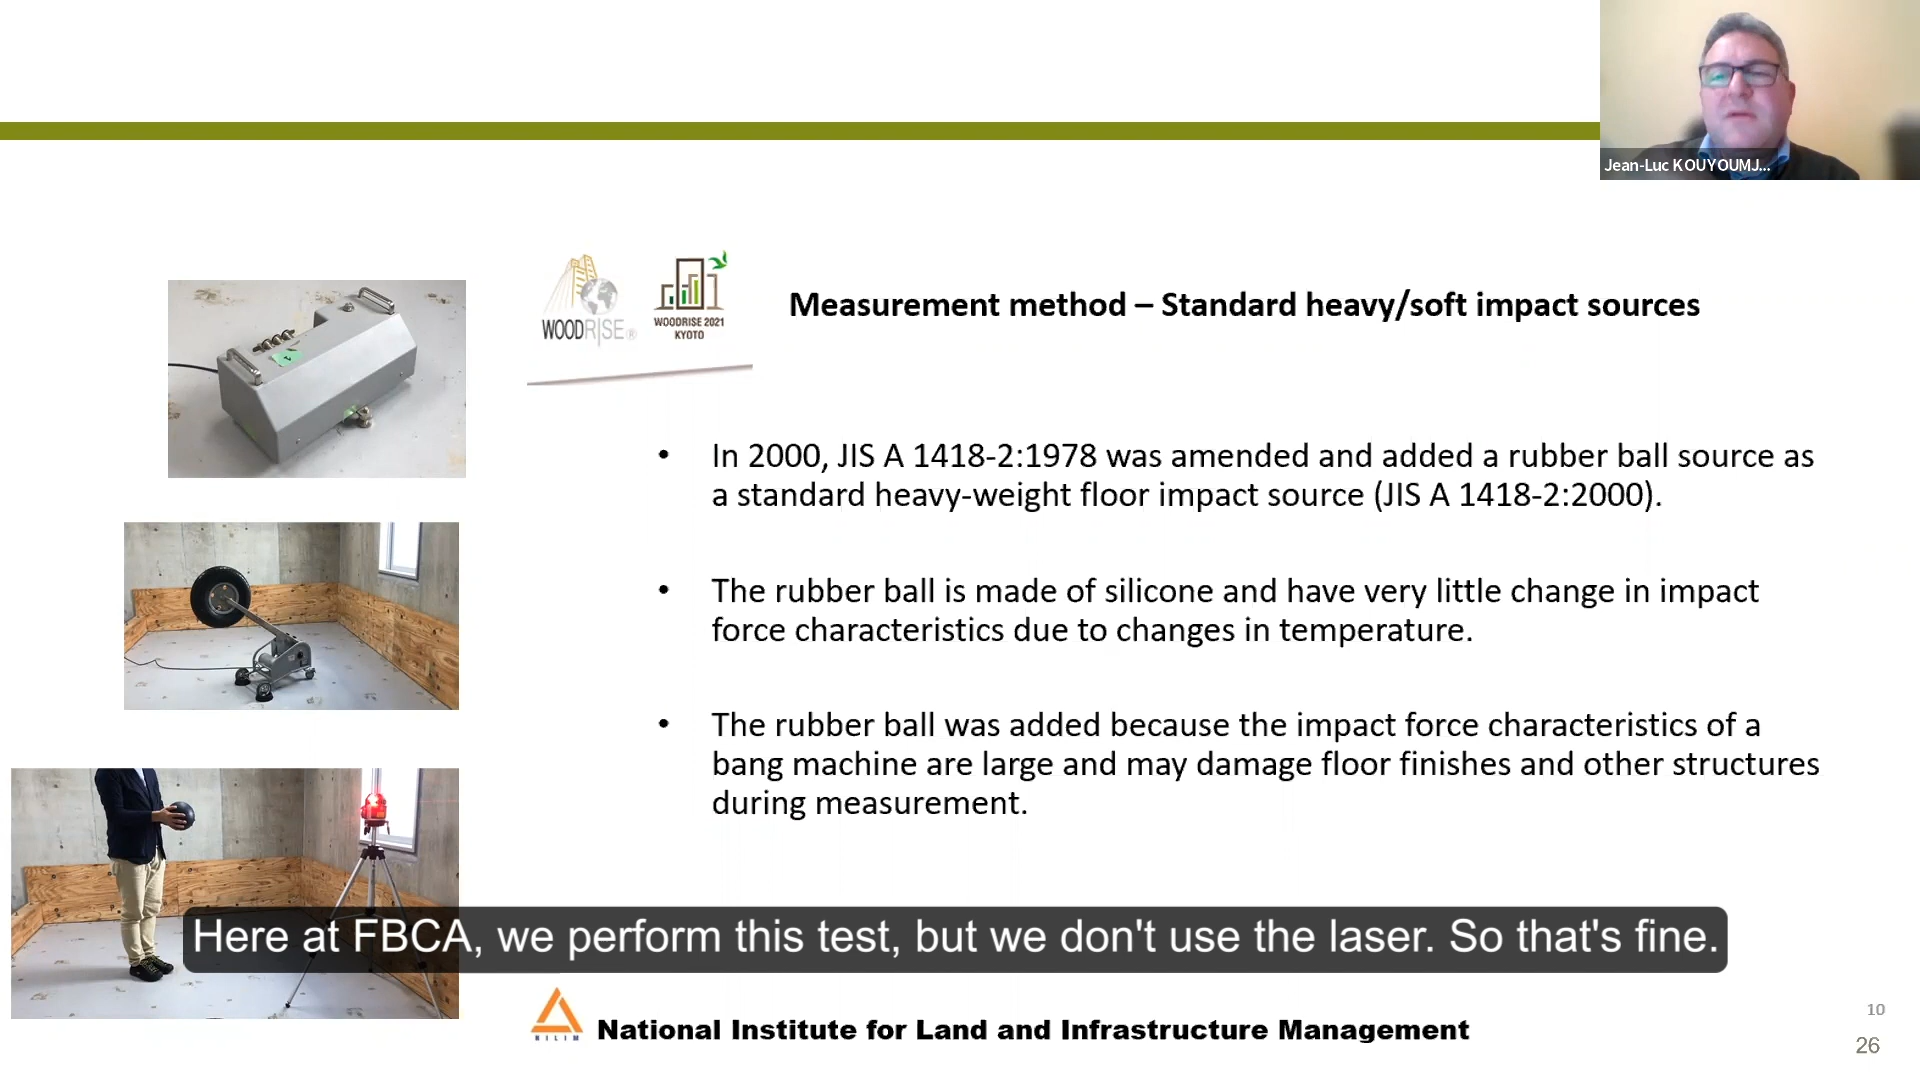 Jean-Luc KOUYOUMJ...
WOODRISE®
WOODRISE 2021
KYOTO
Measurement method – Standard heavy/soft impact sources
• In 2000, JIS A 1418-2:1978 was amended and added a rubber ball source as
a standard heavy-weight floor impact source (JIS A 1418-2:2000).
• The rubber ball is made of silicone and have very little change in impact
force characteristics due to changes in temperature.
• The rubber ball was added because the impact force characteristics of a
bang machine are large and may damage floor finishes and other structures
during measurement.
Here at FBCA, we perform this test, but we don't use the laser. So that's fine.
NILIM
National Institute for Land and Infrastructure Management
10
26